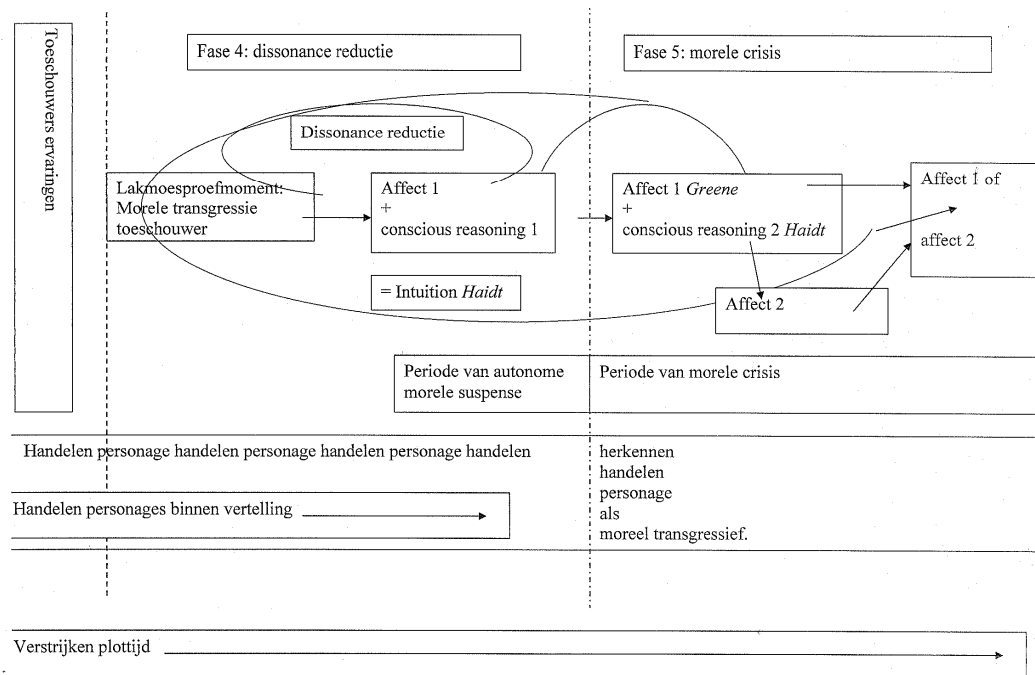 Toeschouwers ervaringen
Fase 4: dissonance reductie
Fase 5: morele crisis
Dissonance reductie
Lakmoesproefmoment:
Morele transgressie
toeschouwer
Affect 1
+
conscious reasoning 1
= Intuition Haidt
Affect 1 Greene
+
conscious reasoning 2 Haidt
Affect 2
Affect 1 of
affect 2
Periode van autonome
morele suspense
Periode van morele crisis
Handelen personage handelen personage handelen personage handelen
herkennen
handelen
personage
als
moreel transgressief.
Handelen personages binnen vertelling
Verstrijken plottijd